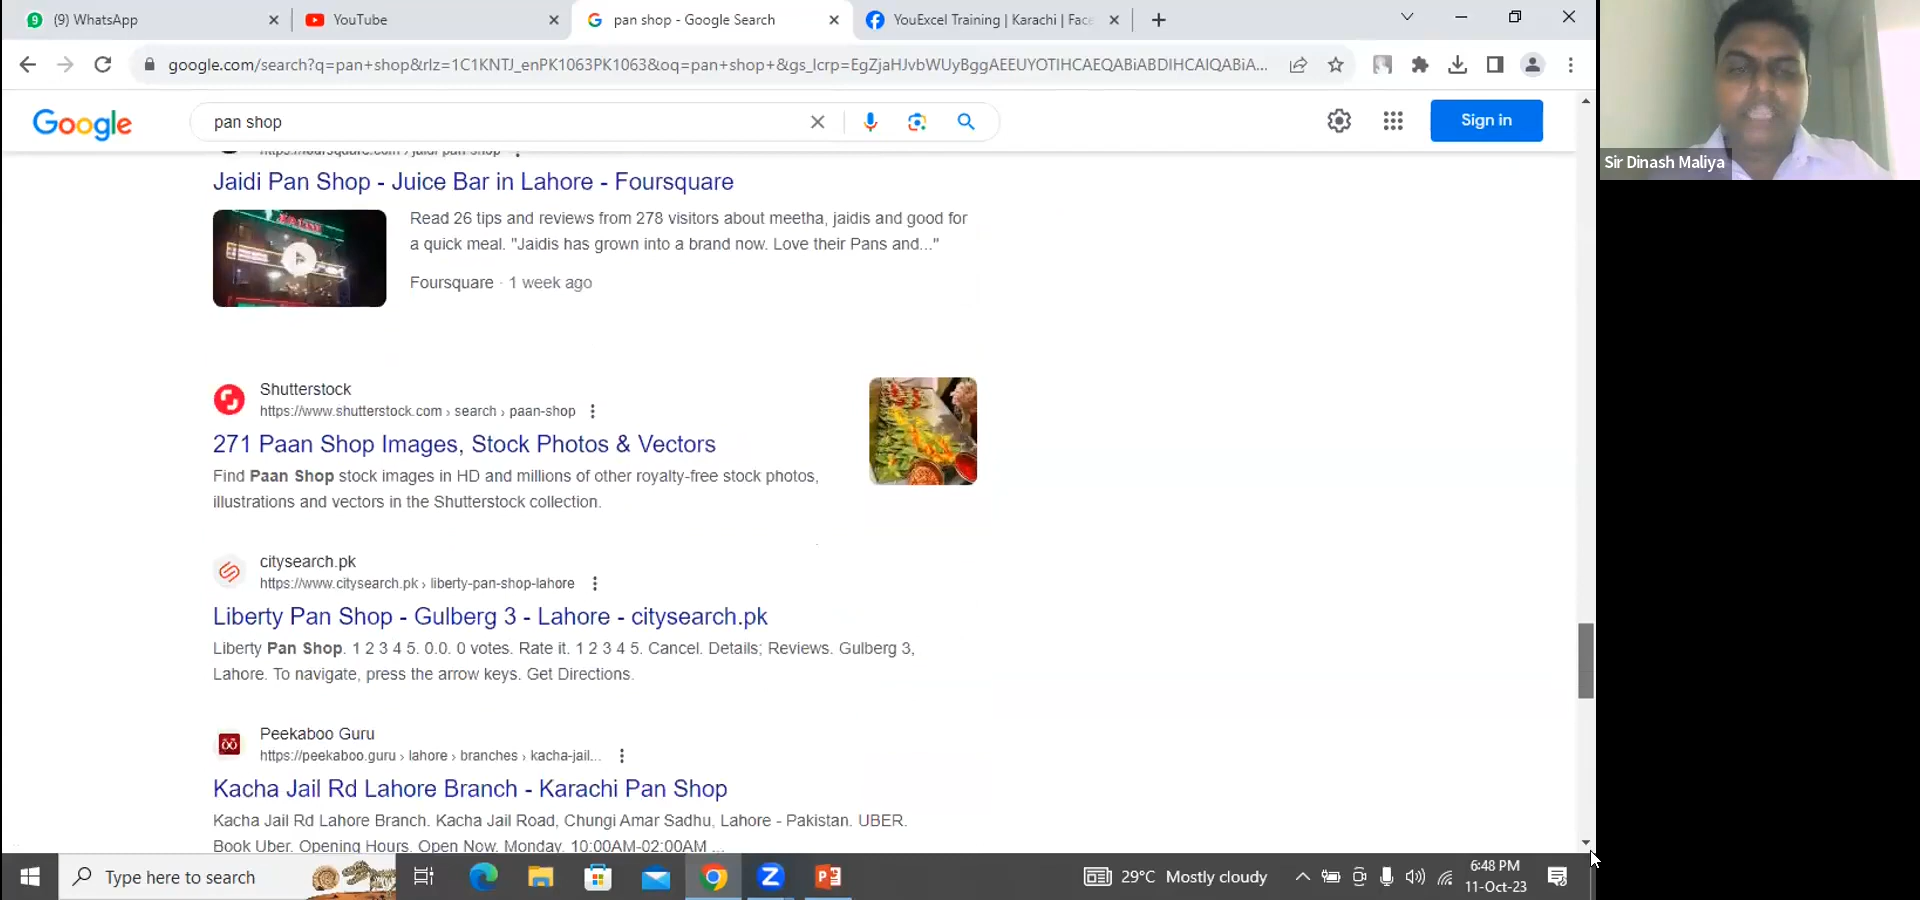 (9) WhatsApp
YouTube
pan shop - Google Search
YouExcel Training | Karachi | Face
google.com/search?q=pan+shop&rlz=1C1KNTJ_enPK1063PK1063&oq=pan+shop+&gs_lcrp=EgZjaHJvbWUyBggAEEUYOTIHCAEQABiABDIHCAIQABiA...
Google
pan shop
Sign in
Sir Dinash Maliya
https://foursquare.com › jaidi-pan-shop
Jaidi Pan Shop - Juice Bar in Lahore - Foursquare
Read 26 tips and reviews from 278 visitors about meetha, jaidis and good for
a quick meal. "Jaidis has grown into a brand now. Love their Pans and..."
Foursquare · 1 week ago
Shutterstock
https://www.shutterstock.com › search › paan-shop
271 Paan Shop Images, Stock Photos & Vectors
Find Paan Shop stock images in HD and millions of other royalty-free stock photos,
illustrations and vectors in the Shutterstock collection.
citysearch.pk
https://www.citysearch.pk › liberty-pan-shop-lahore
Liberty Pan Shop - Gulberg 3 - Lahore - citysearch.pk
Liberty Pan Shop. 1 2 3 4 5. 0.0. 0 votes. Rate it. 1 2 3 4 5. Cancel. Details; Reviews. Gulberg 3,
Lahore. To navigate, press the arrow keys. Get Directions.
Peekaboo Guru
https://peekaboo.guru › lahore › branches › kacha-jail...
Kacha Jail Rd Lahore Branch - Karachi Pan Shop
Kacha Jail Rd Lahore Branch. Kacha Jail Road, Chungi Amar Sadhu, Lahore - Pakistan. UBER.
Book Uber. Opening Hours. Open Now. Monday. 10:00AM-02:00AM ...
Type here to search
29°C Mostly cloudy
6:48 PM
11-Oct-23